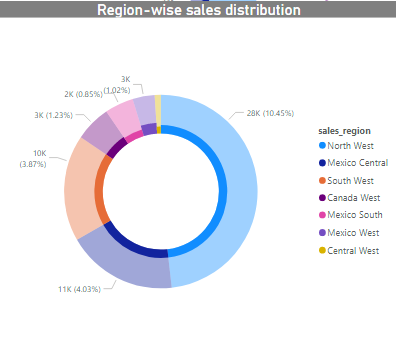 Region-wise sales distribution
3K
2K (0.85%)
(1.02%)
3K (1.23%)
28K (10.45%)
10K
(3.87%)
11K (4.03%)
sales_region
North West
Mexico Central
South West
Canada West
Mexico South
Mexico West
Central West